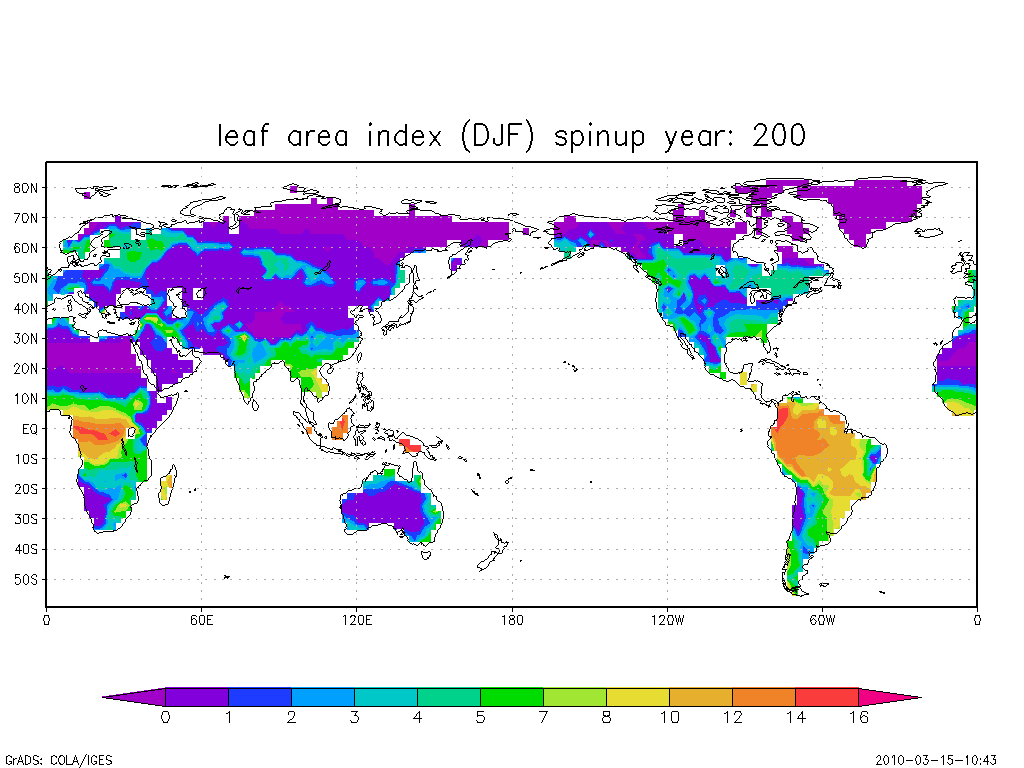 leaf area index (DJF) spinup year: 200
80N
70N
60N
50N
40N
30N
20N
10N
EQ
10S
20S
30S
40S
50S
0 60E 120E 180 120W 60W 0
0 1 2 3 4 5 7 8 10 12 14 16
GrADS: COLA/IGES 2010-03-15-10:43